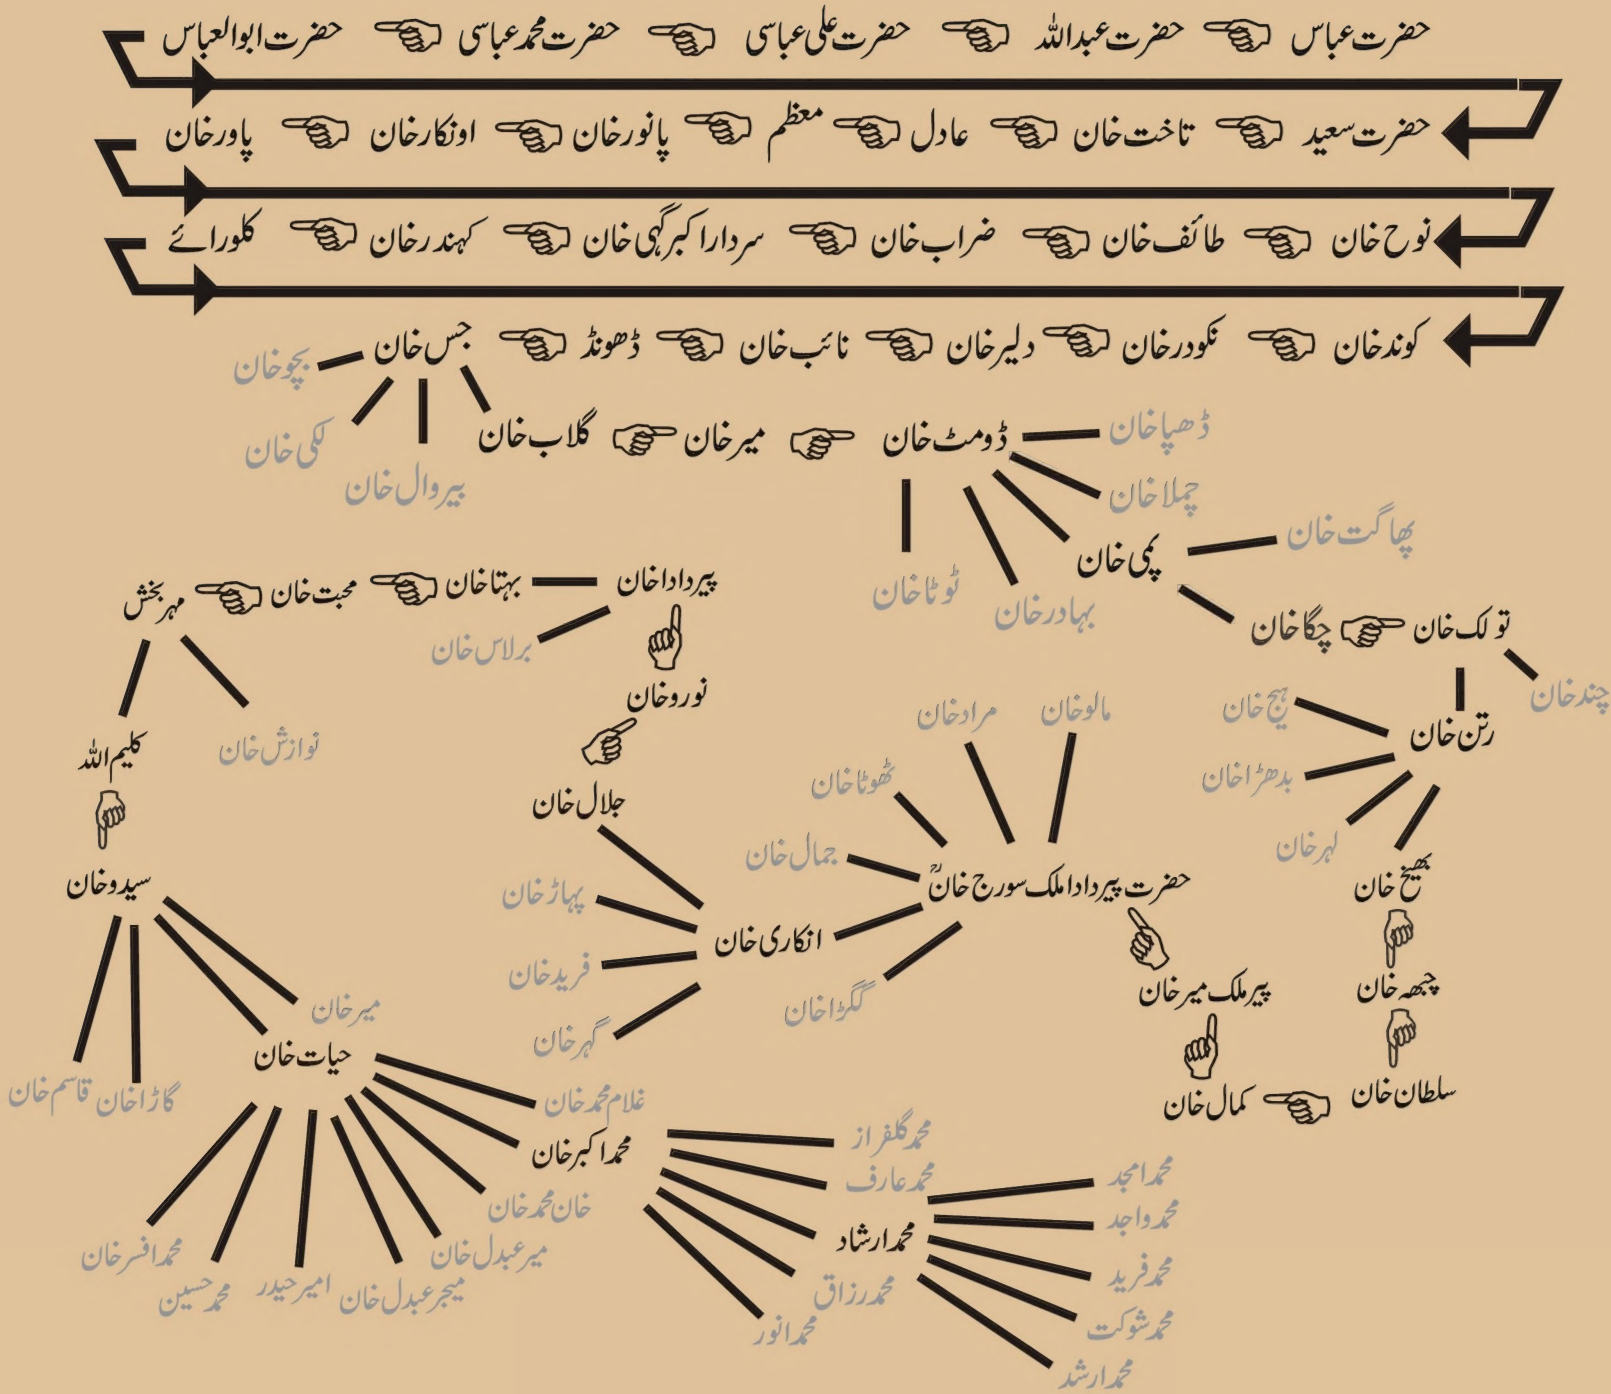 حضرت عباس حضرت عبداللہ حضرت علی عباسی حضرت محمد عباسی حضرت ابوالعباس
حضرت سعید تاخت خان عادل معظم پانور خان اونکار خان پاور خان
نوح خان طائف خان ضراب خان سردار اکبر گہی خان کہندر خان کلورائے
کوند خان نکودر خان دلیر خان نائب خان ڈھونڈ جس خان
بچو خان
لکی خان
بیروال خان
گلاب خان میر خان ڈومٹ خان
ڈھپا خان
چملا خان
پمی خان
بہادر خان
ٹوٹا خان
پھاگت خان
چگا خان تولک خان
چند خان
رتن خان
ہیج خان
بدھڑا خان
لہر خان
بھیخ خان
چبھہ خان
سلطان خان
کمال خان
پیر ملک میر خان
حضرت پیر دادا ملک سورج خانؒ
مالو خان
مراد خان
ٹھوٹا خان
جمال خان
انکاری خان
گگڑا خان
جلال خان
پہاڑ خان
فرید خان
گہر خان
نورو خان
پیر دادا خان
بہتا خان
برلاس خان
محبت خان
مہر بخش
نوازش خان
کلیم اللہ
سیدو خان
میر خان
حیات خان
گاڑا خان
قاسم خان
غلام محمد خان
محمد اکبر خان
خان محمد خان
میر عبدل خان
میجر عبدل خان
امیر حیدر
محمد حسین
محمد افسر خان
محمد گلفراز
محمد عارف
محمد ارشاد
محمد رزاق
محمد انور
محمد امجد
محمد واجد
محمد فرید
محمد شوکت
محمد ارشد